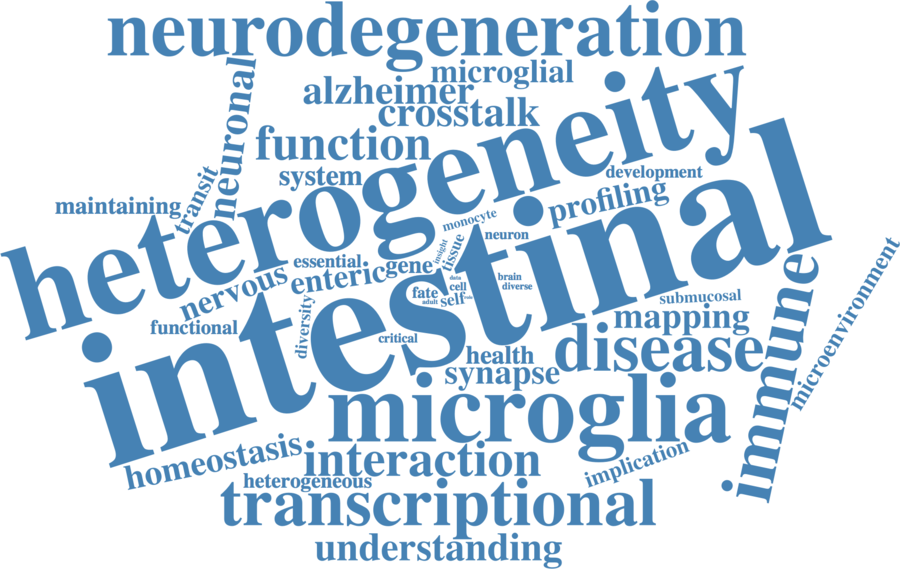 neurodegeneration
microglial
alzheimer
crosstalk
neuronal
function
heterogeneity
system
development
transit
maintaining
profiling
intestinal
monocyte
neuron
insight
tissue
essential
enteric
gene
nervous
data
brain
cell
diverse
fate
adult
self
role
submucosal
functional
diversity
mapping
critical
immune
microenvironment
health
disease
synapse
microglia
homeostasis
interaction
implication
heterogeneous
transcriptional
understanding